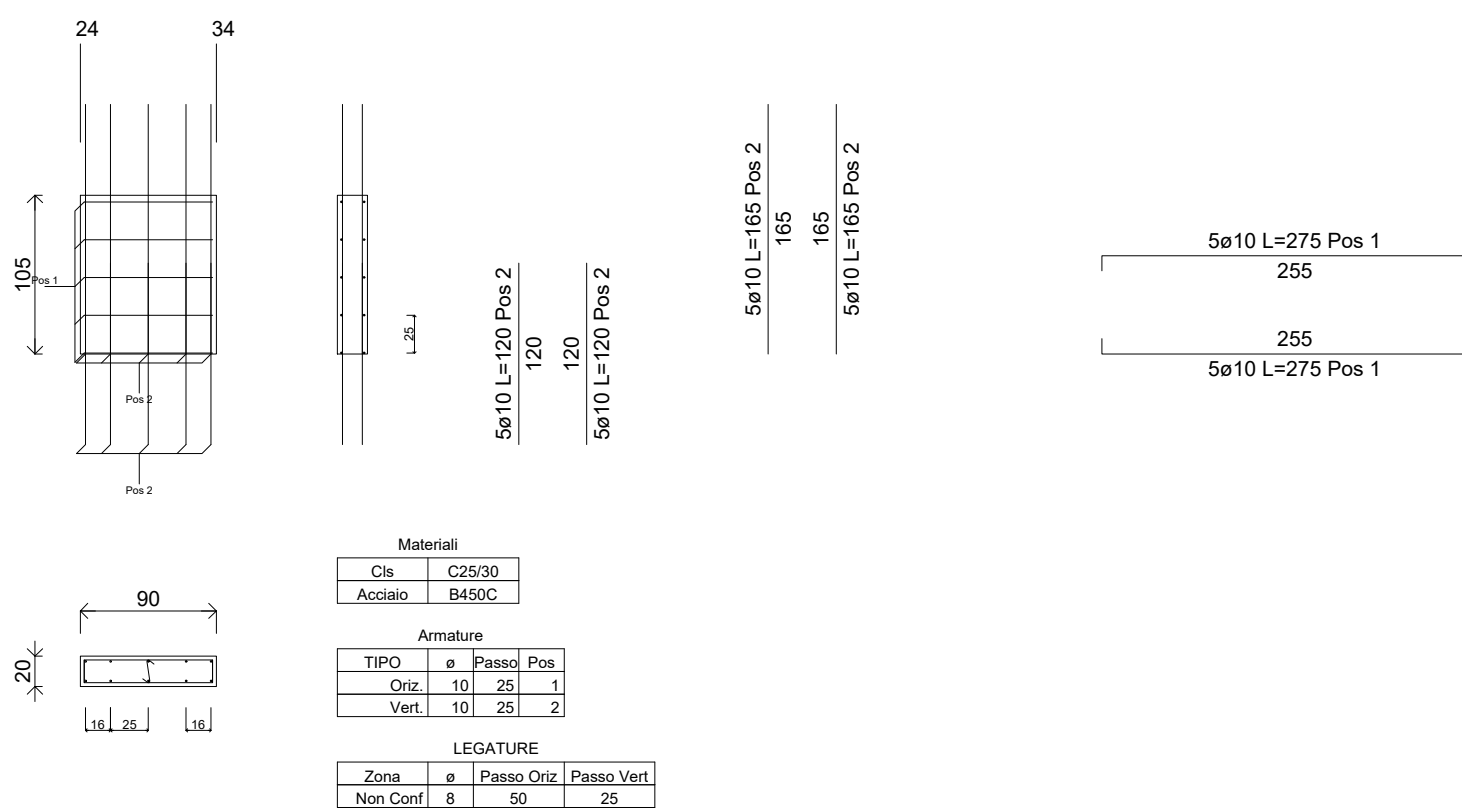 24
34
105
Pos 1
Pos 2
Pos 2
25
5ø10 L=120 Pos 2
120
120
5ø10 L=120 Pos 2
5ø10 L=165 Pos 2
165
165
5ø10 L=165 Pos 2
5ø10 L=275 Pos 1
255
255
5ø10 L=275 Pos 1
90
20
16
25
16
Materiali
Cls C25/30
Acciaio B450C
Armature
TIPO ø Passo Pos
Oriz. 10 25 1
Vert. 10 25 2
LEGATURE
Zona ø Passo Oriz Passo Vert
Non Conf 8 50 25